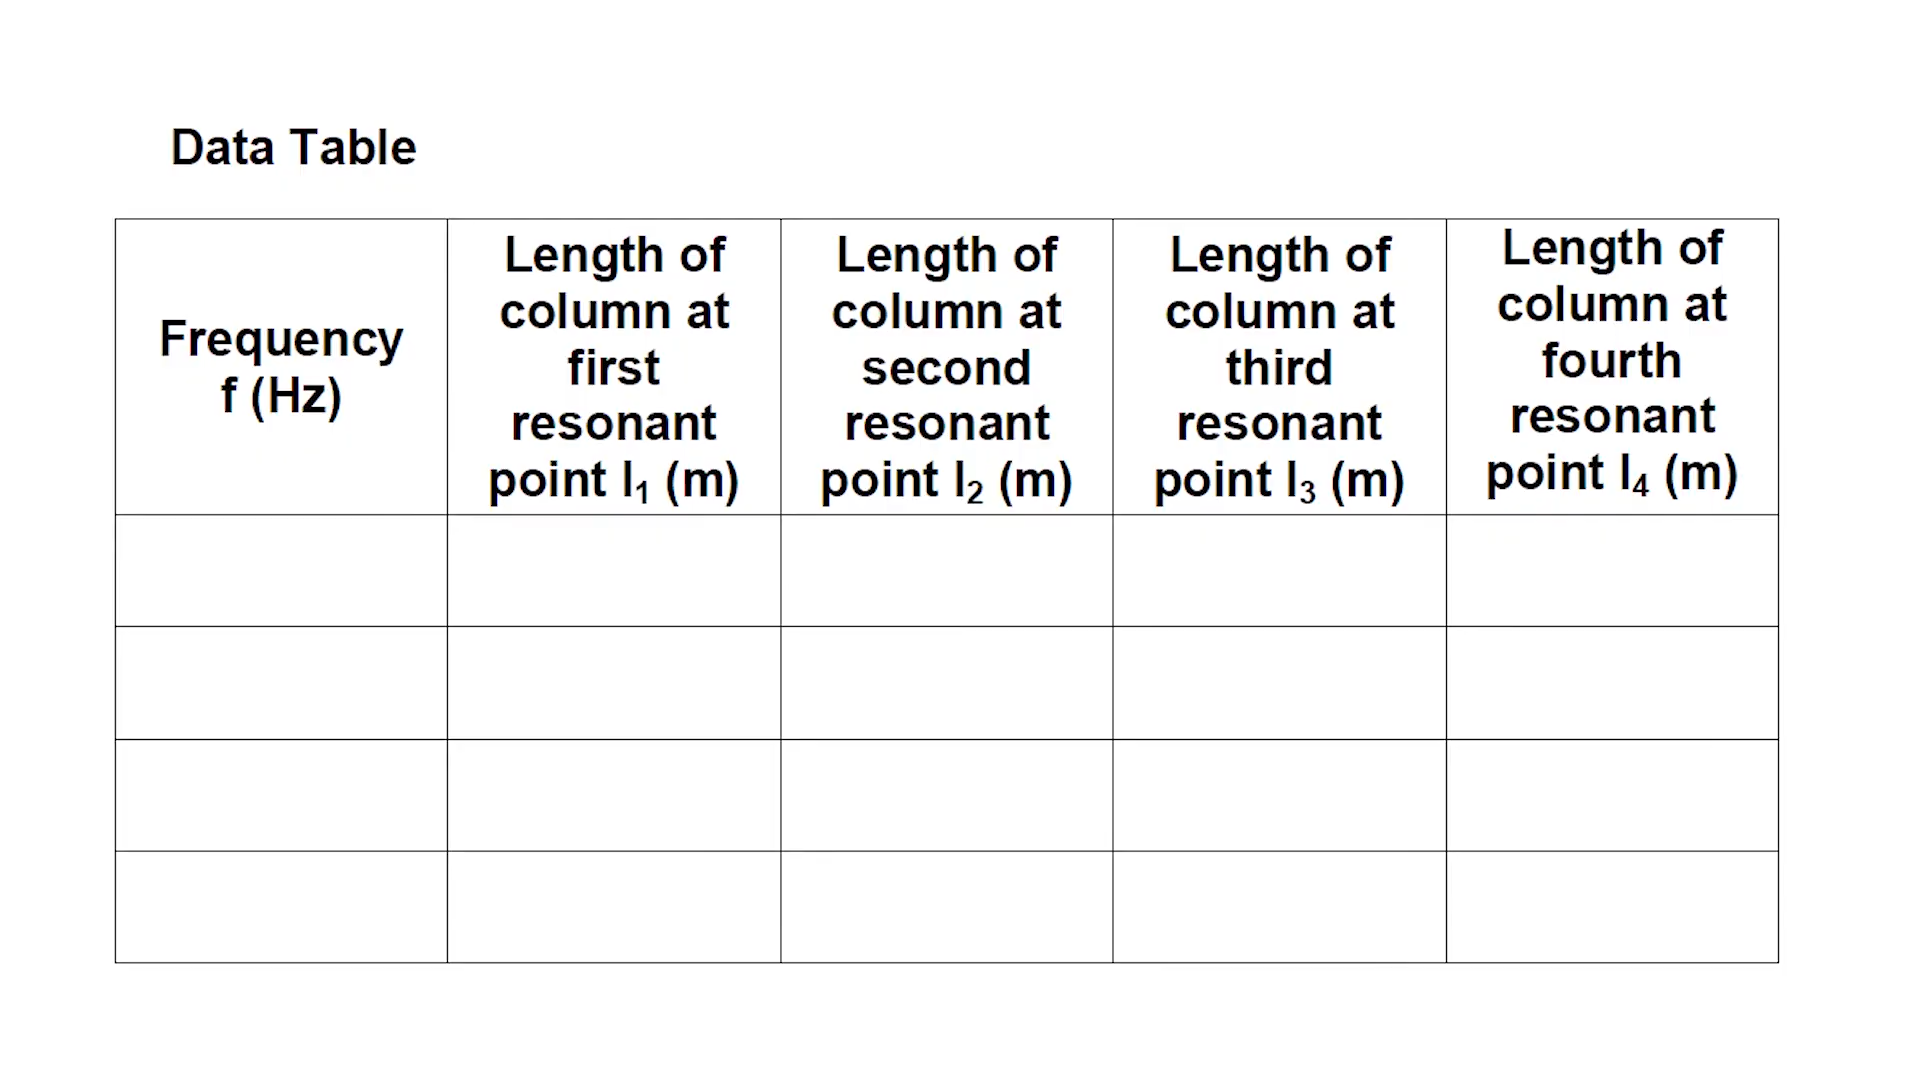 Data Table
Frequency
f (Hz)
Length of
column at
first
resonant
point l₁ (m)
Length of
column at
second
resonant
point l₂ (m)
Length of
column at
third
resonant
point l₃ (m)
Length of
column at
fourth
resonant
point l₄ (m)